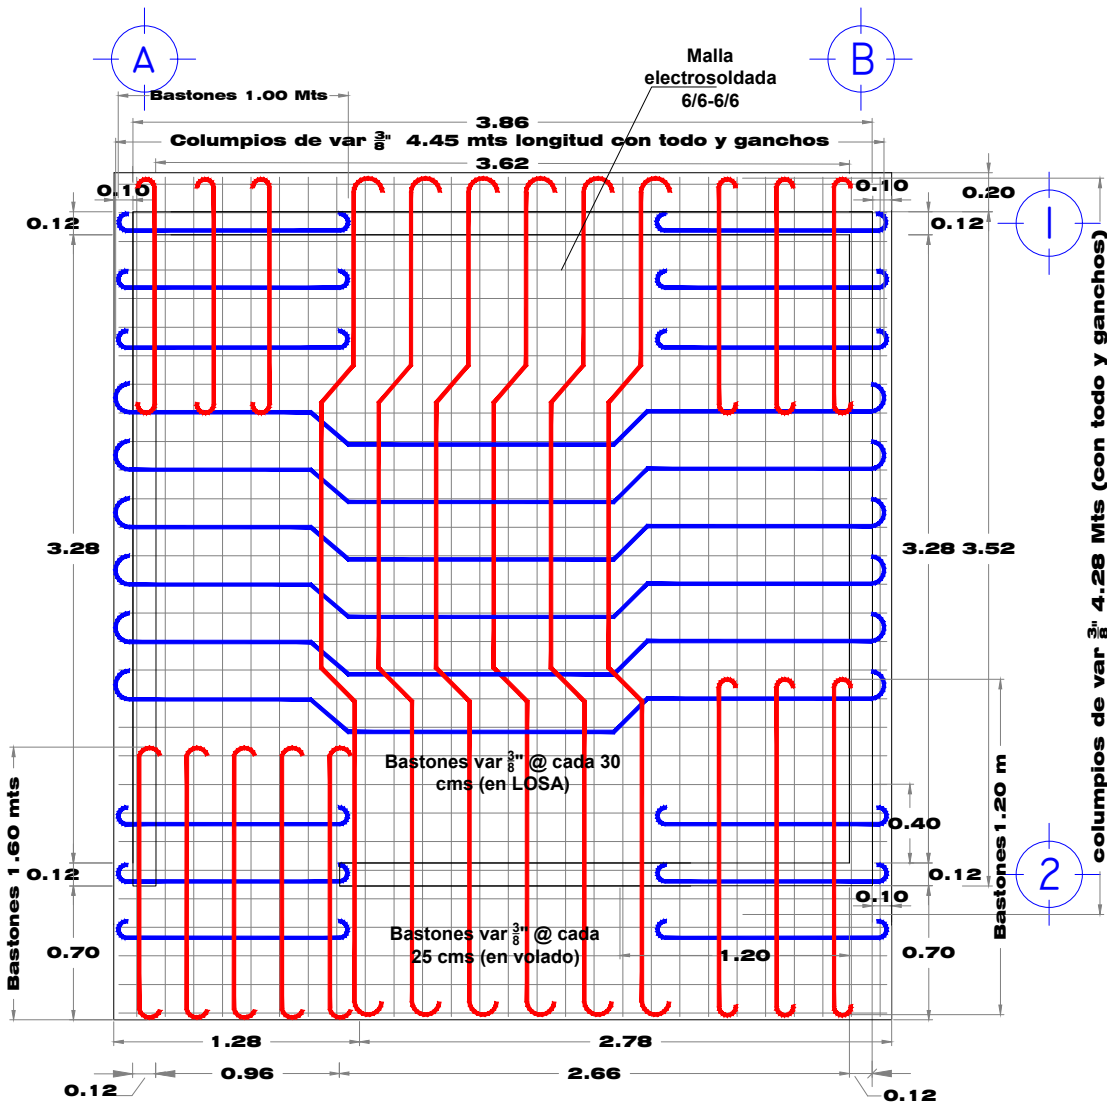 A
B
Malla
electrosoldada
6/6-6/6
Bastones 1.00 Mts
3.86
Columpios de var 3/8" 4.45 mts longitud con todo y ganchos
3.62
0.10
0.10
0.20
0.12
0.12
1
3.28
3.28
3.52
columpios de var 3/8" 4.28 Mts (con todo y ganchos)
Bastones var 3/8" @ cada 30
cms (en LOSA)
Bastones 1.60 mts
Bastones1.20 m
0.40
0.12
0.12
2
0.10
Bastones var 3/8" @ cada
25 cms (en volado)
0.70
1.20
0.70
1.28
2.78
0.96
2.66
0.12
0.12